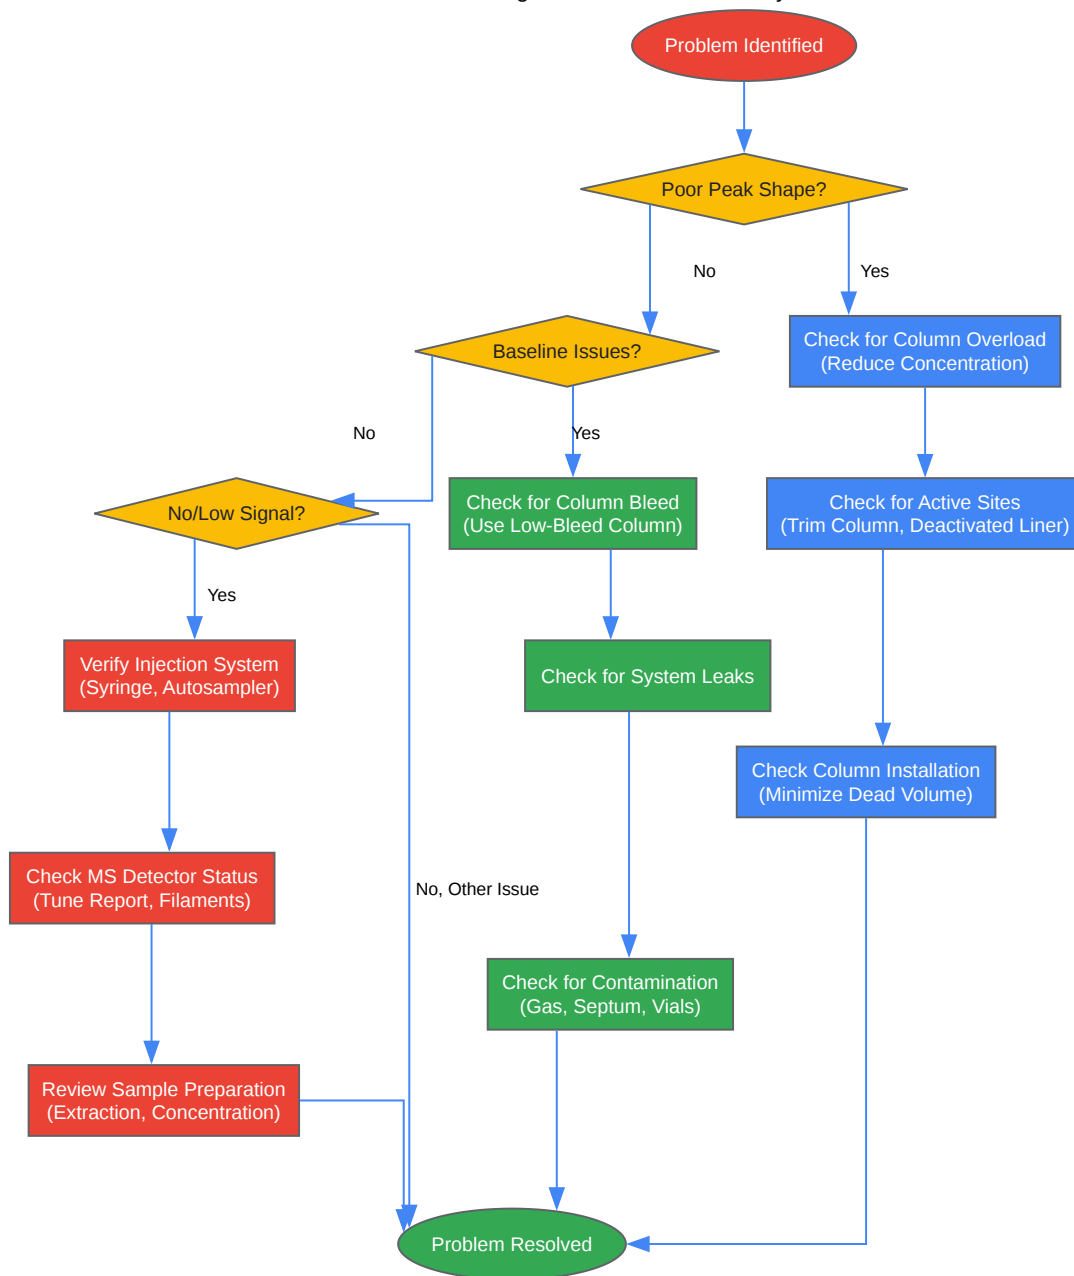 Problem Identified
Poor Peak Shape?
No
Yes
Baseline Issues?
Check for Column Overload
(Reduce Concentration)
No
Yes
No/Low Signal?
Check for Column Bleed
(Use Low-Bleed Column)
Check for Active Sites
(Trim Column, Deactivated Liner)
Yes
Verify Injection System
(Syringe, Autosampler)
Check for System Leaks
Check Column Installation
(Minimize Dead Volume)
Check MS Detector Status
(Tune Report, Filaments)
No, Other Issue
Check for Contamination
(Gas, Septum, Vials)
Review Sample Preparation
(Extraction, Concentration)
Problem Resolved